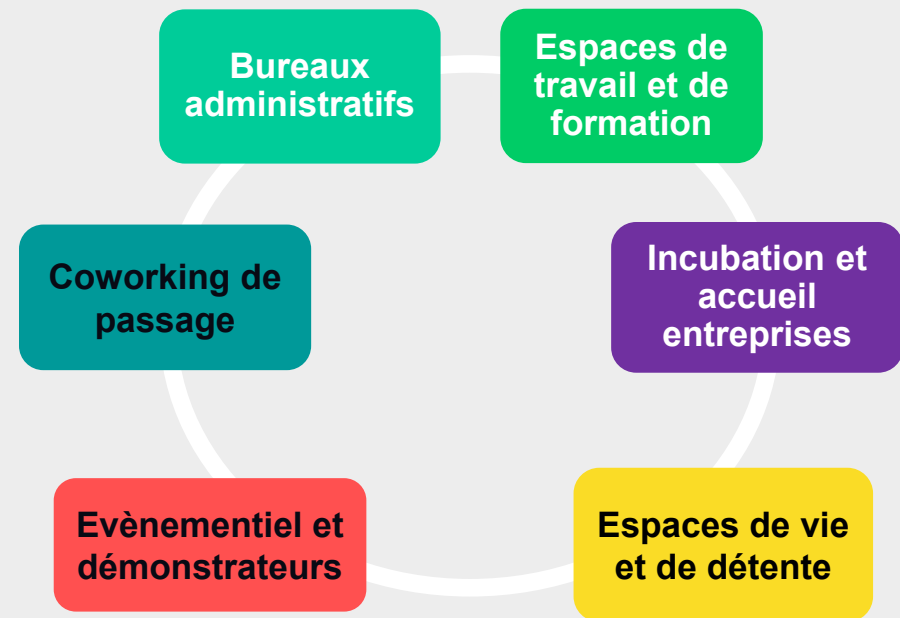 Bureaux
administratifs
Espaces de
travail et de
formation
Coworking de
passage
Incubation et
accueil
entreprises
Evènementiel et
démonstrateurs
Espaces de vie
et de détente